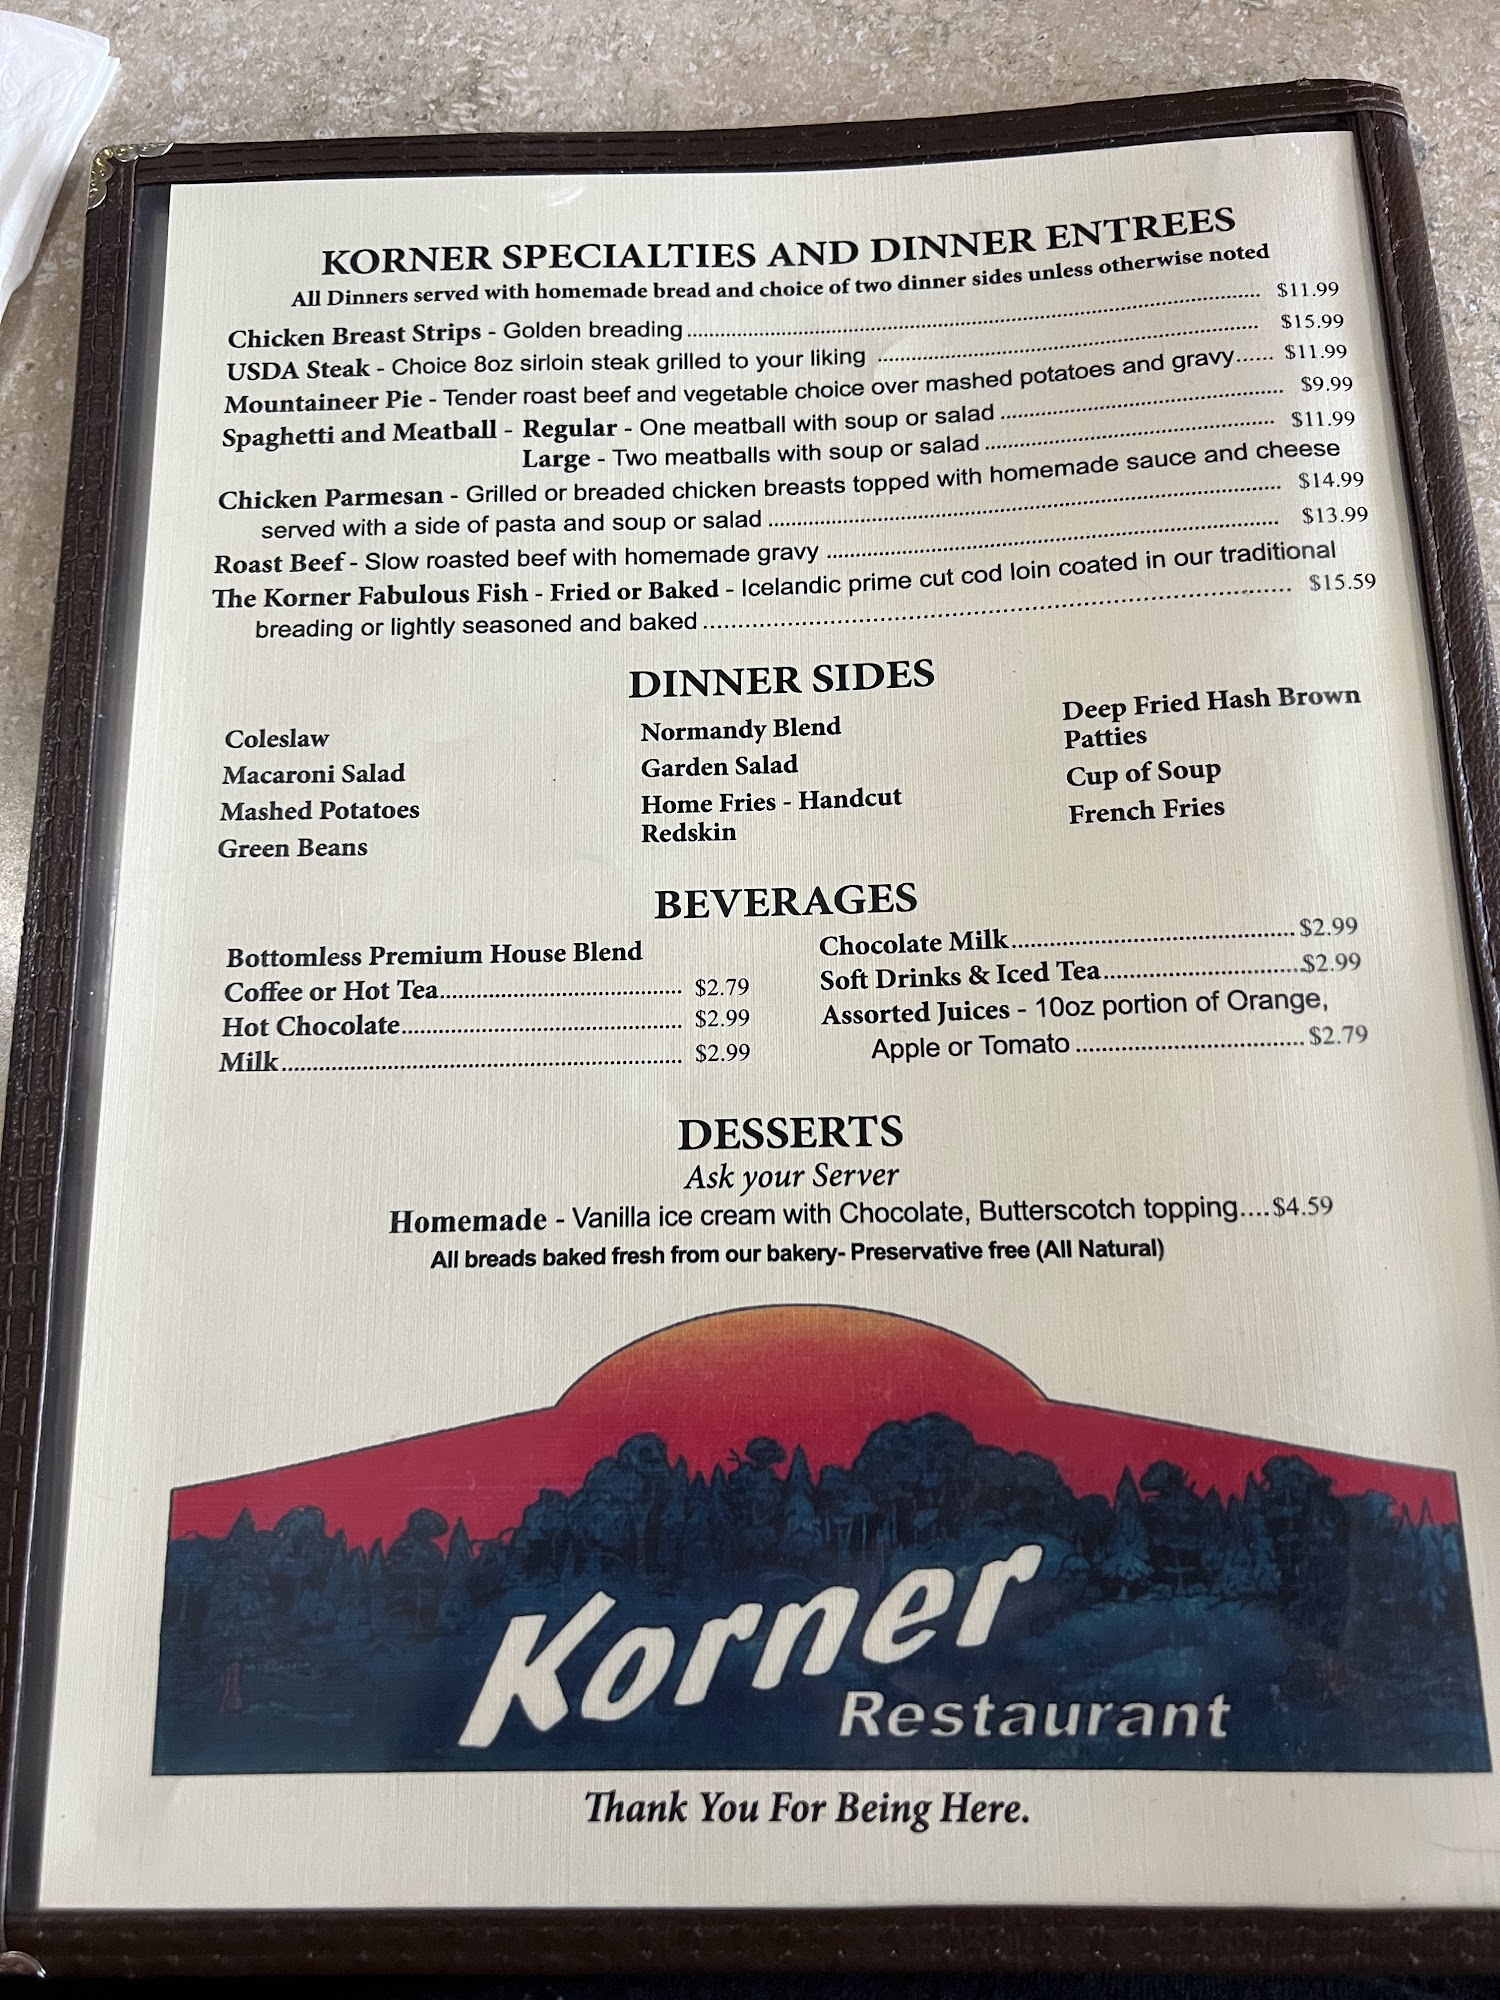 KORNER SPECIALTIES AND DINNER ENTREES
All Dinners served with homemade bread and choice of two dinner sides unless otherwise noted
Chicken Breast Strips - Golden breading ........ $11.99
USDA Steak - Choice 8oz sirloin steak grilled to your liking ........ $15.99
Mountaineer Pie - Tender roast beef and vegetable choice over mashed potatoes and gravy...... $11.99
Spaghetti and Meatball - Regular - One meatball with soup or salad ........ $9.99
Large - Two meatballs with soup or salad ........ $11.99
Chicken Parmesan - Grilled or breaded chicken breasts topped with homemade sauce and cheese
served with a side of pasta and soup or salad ........ $14.99
Roast Beef - Slow roasted beef with homemade gravy ........ $13.99
The Korner Fabulous Fish - Fried or Baked - Icelandic prime cut cod loin coated in our traditional
breading or lightly seasoned and baked ........ $15.59
DINNER SIDES
Coleslaw
Macaroni Salad
Mashed Potatoes
Green Beans
Normandy Blend
Garden Salad
Home Fries - Handcut
Redskin
Deep Fried Hash Brown
Patties
Cup of Soup
French Fries
BEVERAGES
Bottomless Premium House Blend
Coffee or Hot Tea........ $2.79
Hot Chocolate........ $2.99
Milk........ $2.99
Chocolate Milk........ $2.99
Soft Drinks & Iced Tea........ $2.99
Assorted Juices - 10oz portion of Orange,
Apple or Tomato ........ $2.79
DESSERTS
Ask your Server
Homemade - Vanilla ice cream with Chocolate, Butterscotch topping....$4.59
All breads baked fresh from our bakery- Preservative free (All Natural)
Korner
Restaurant
Thank You For Being Here.